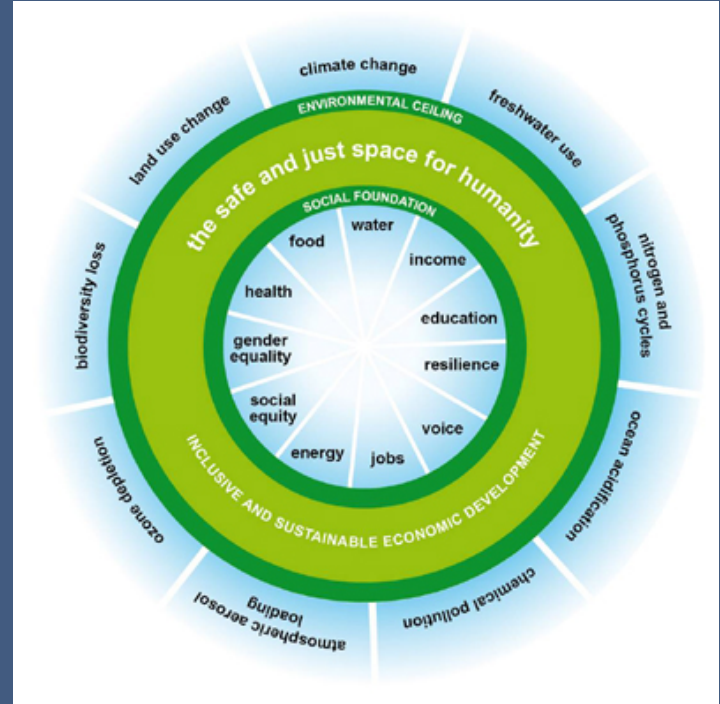 climate change
freshwater use
nitrogen and
phosphorus cycles
ocean acidification
chemical pollution
atmospheric aerosol
loading
ozone depletion
biodiversity loss
land use change
ENVIRONMENTAL CEILING
the safe and just space for humanity
SOCIAL FOUNDATION
water
income
education
resilience
voice
jobs
energy
social
equity
gender
equality
health
food
INCLUSIVE AND SUSTAINABLE ECONOMIC DEVELOPMENT